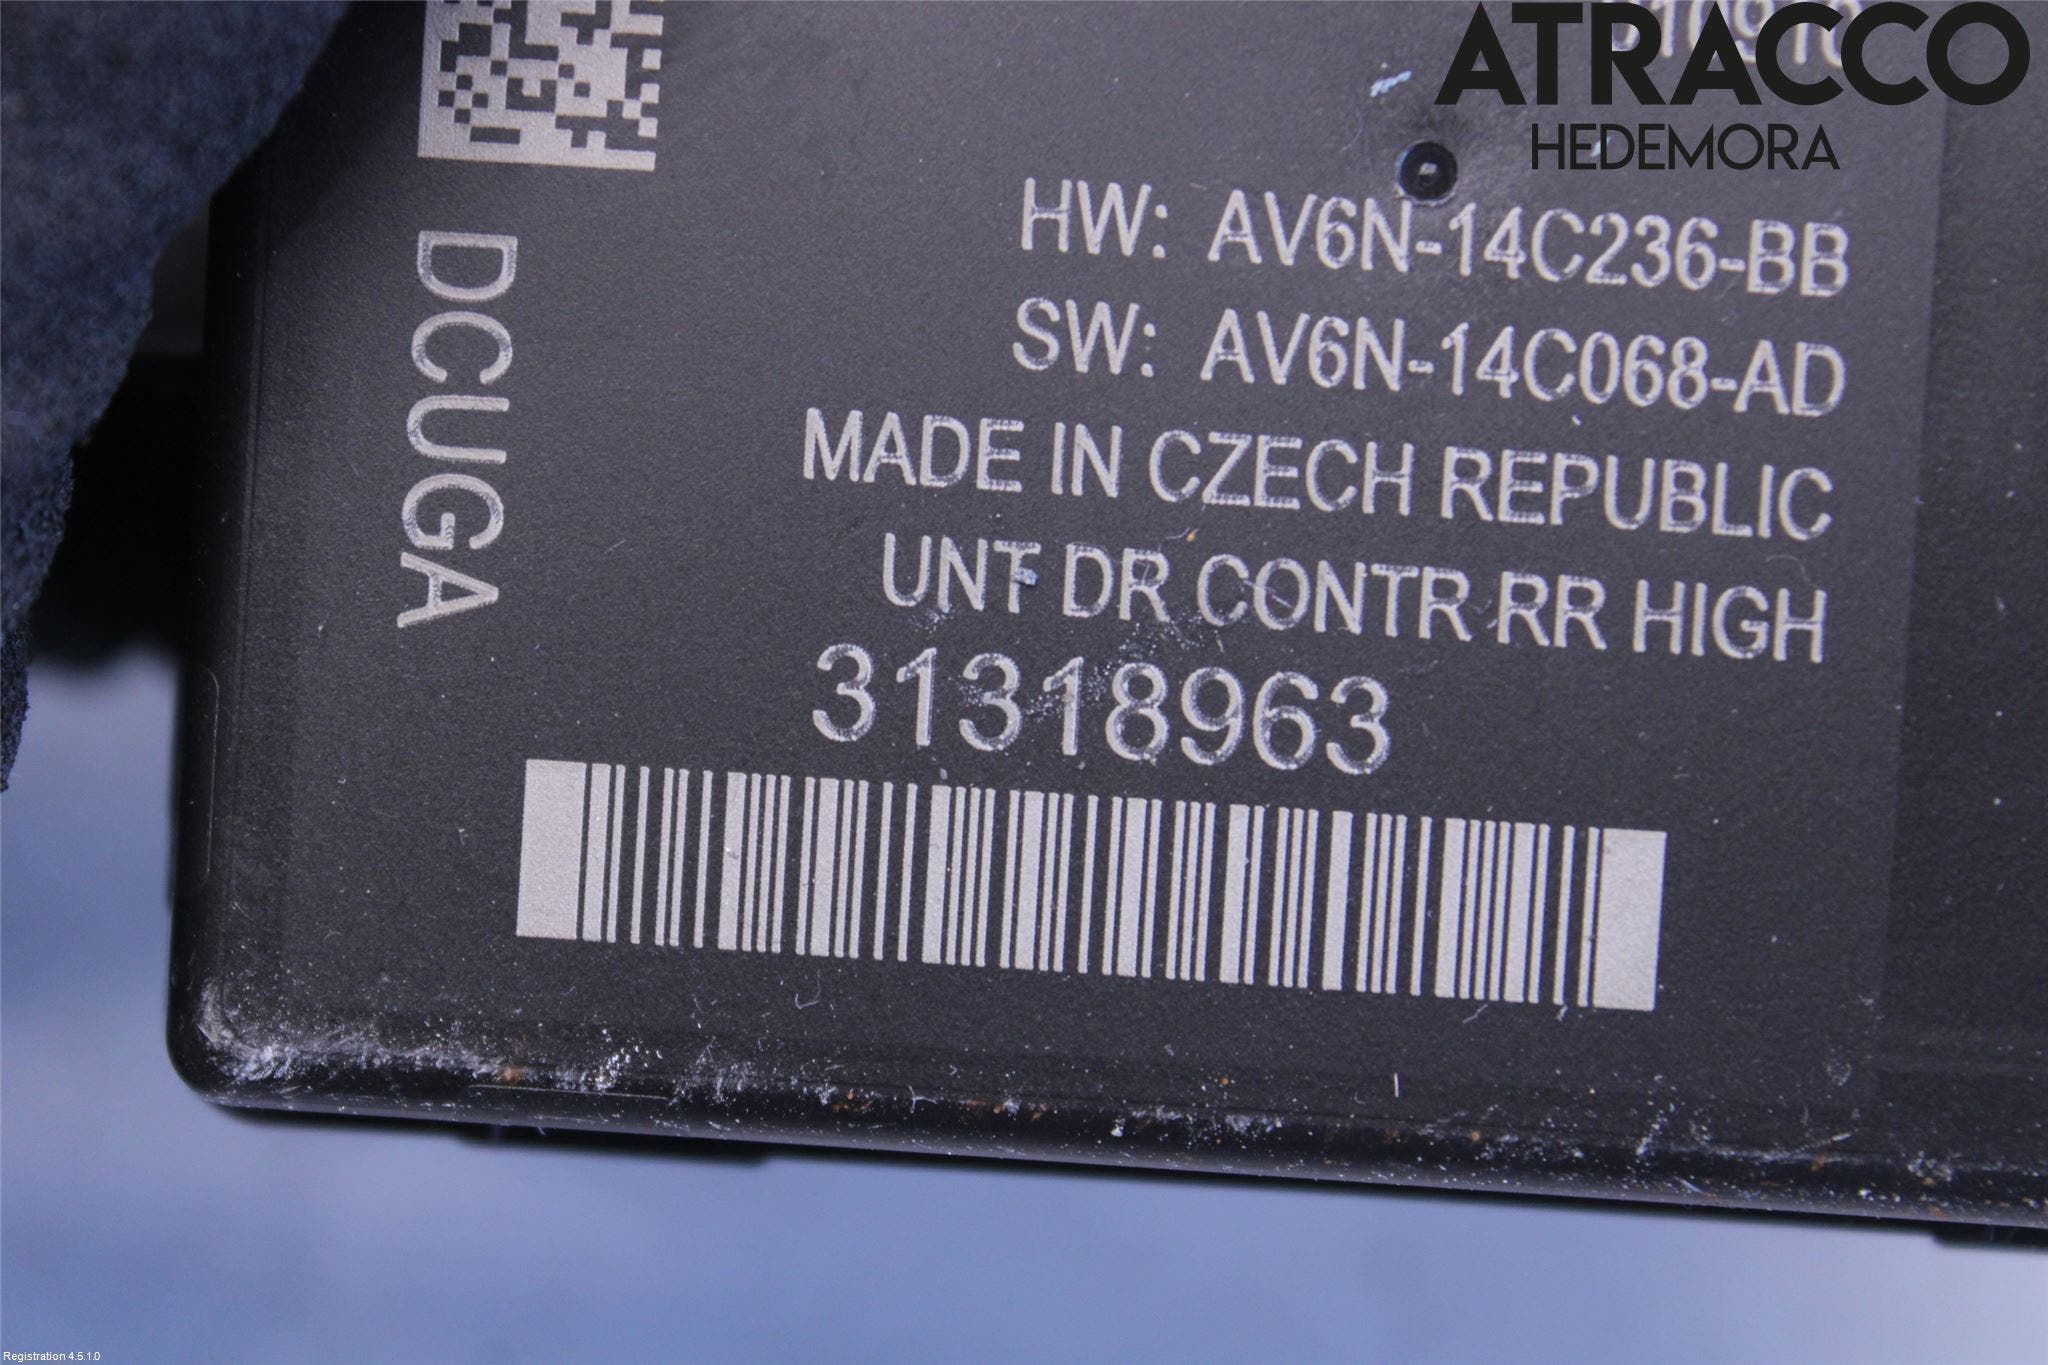 ATRACCO
HEDEMORA
HW: AV6N-14C236-BB
SW: AV6N-14C068-AD
MADE IN CZECH REPUBLIC
UNT DR CONTR RR HIGH
31318963
DCUGA
Registration 4.5.1.0